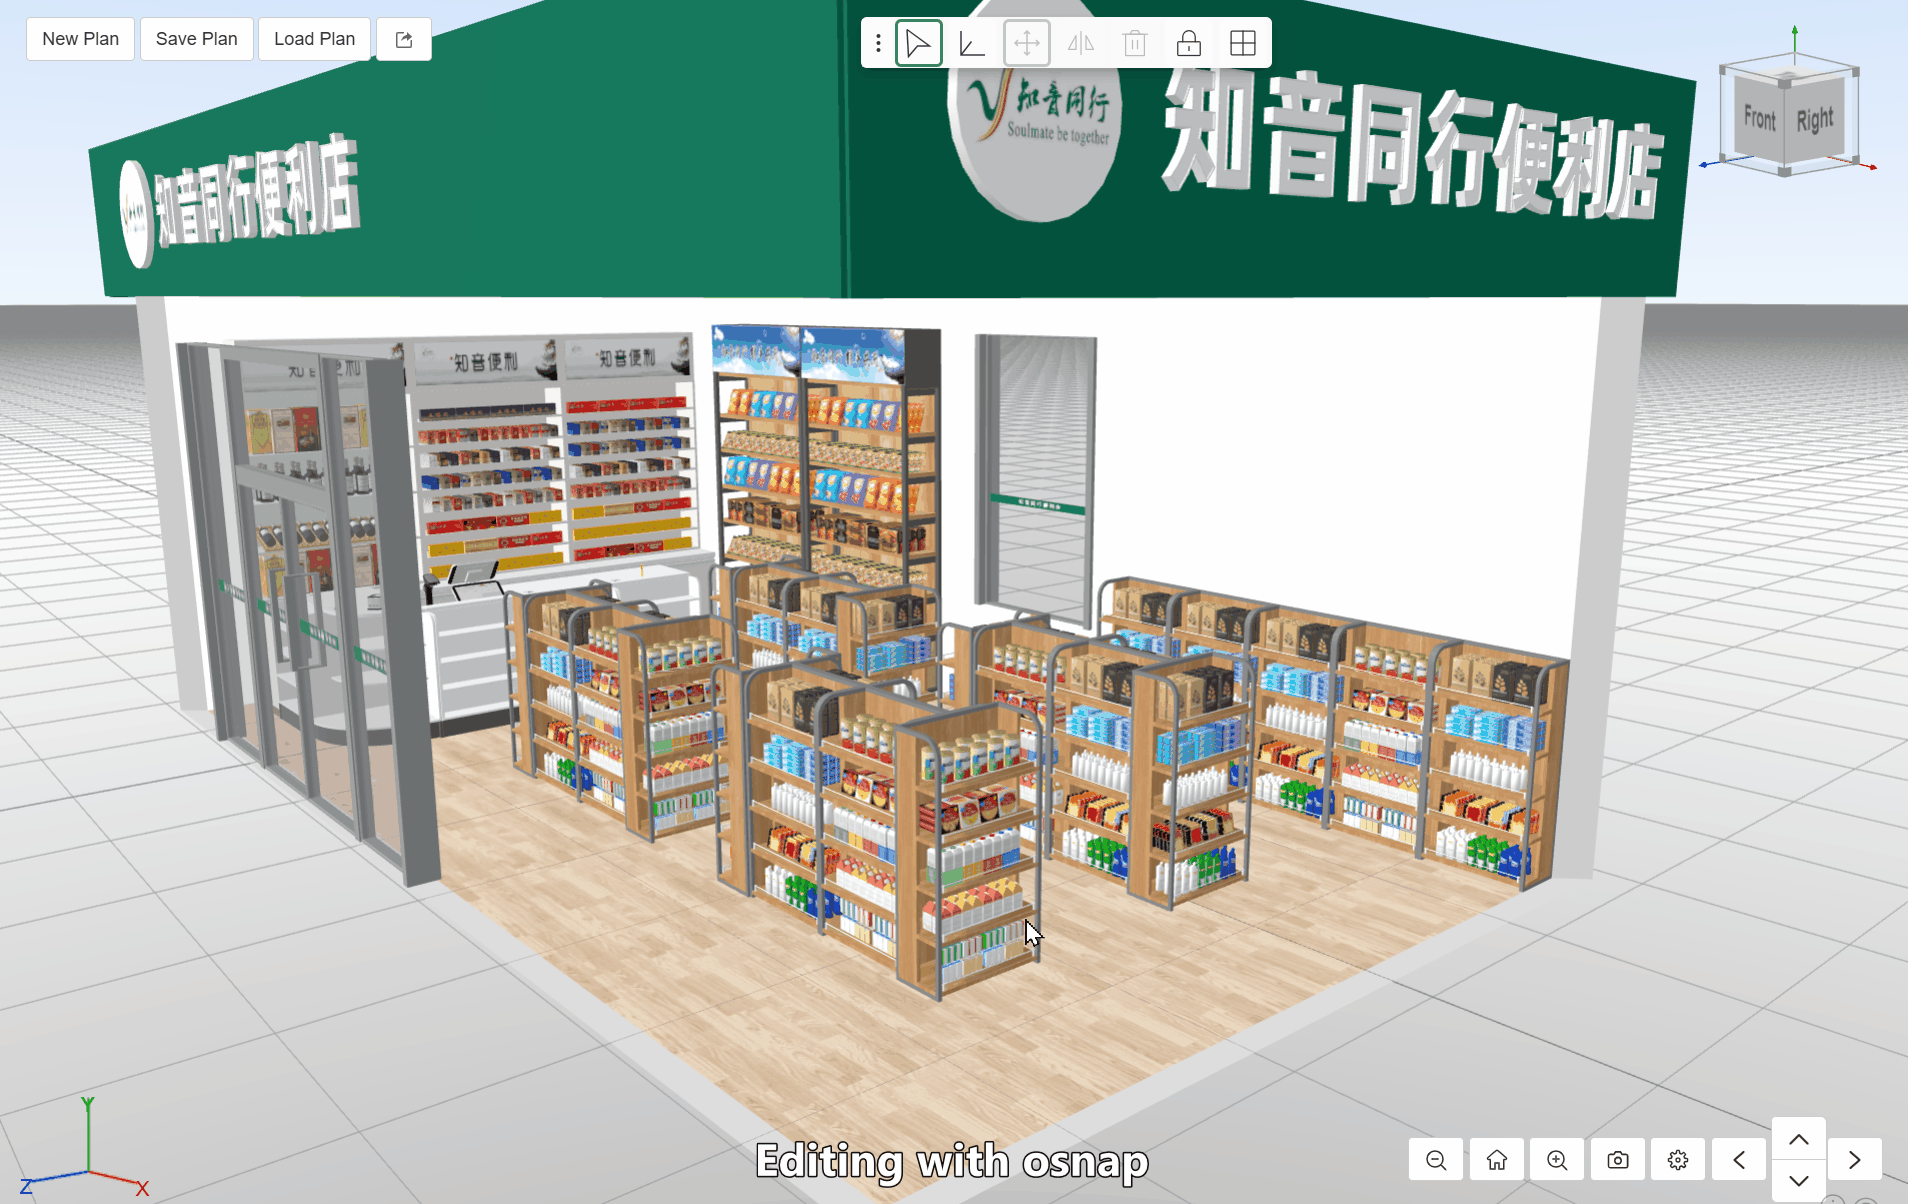 New Plan
Save Plan
Load Plan
知音同行
Soulmate be together
知音同行便利店
知音同行便利店
Front
Right
知音便利
知音便利
Editing with osnap
Y
Z
X